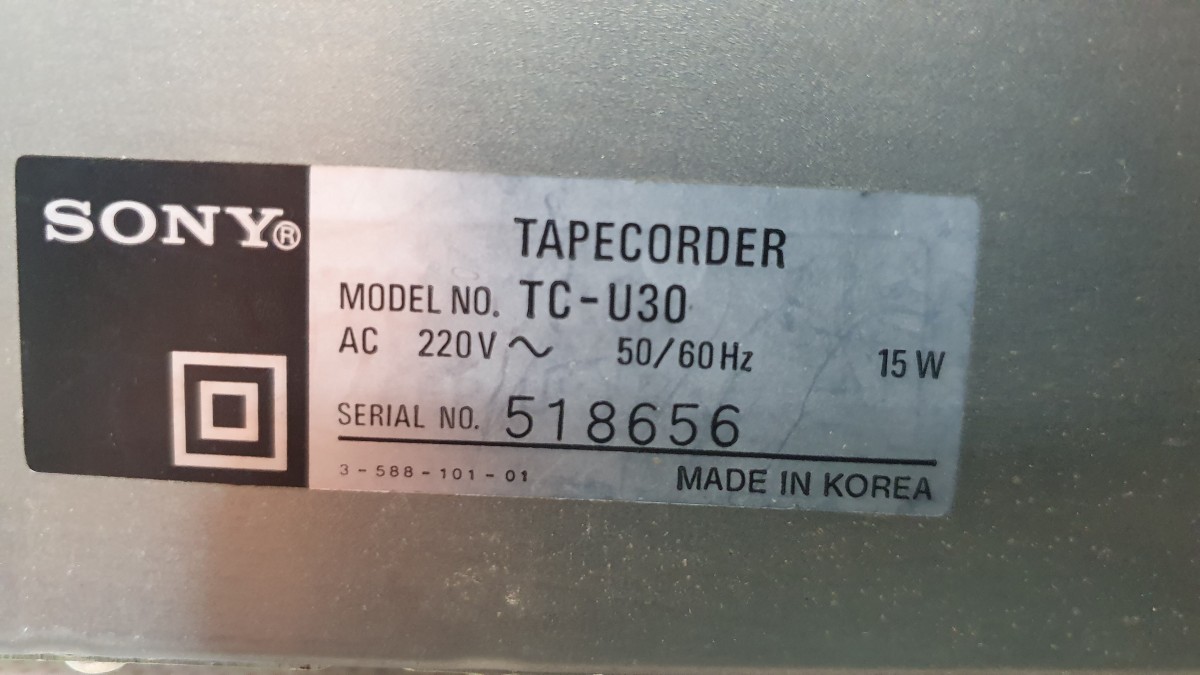 SONY®
TAPECORDER
MODEL NO. TC-U30
AC 220V ~ 50/60Hz 15W
SERIAL NO. 518656
3-588-101-01 MADE IN KOREA